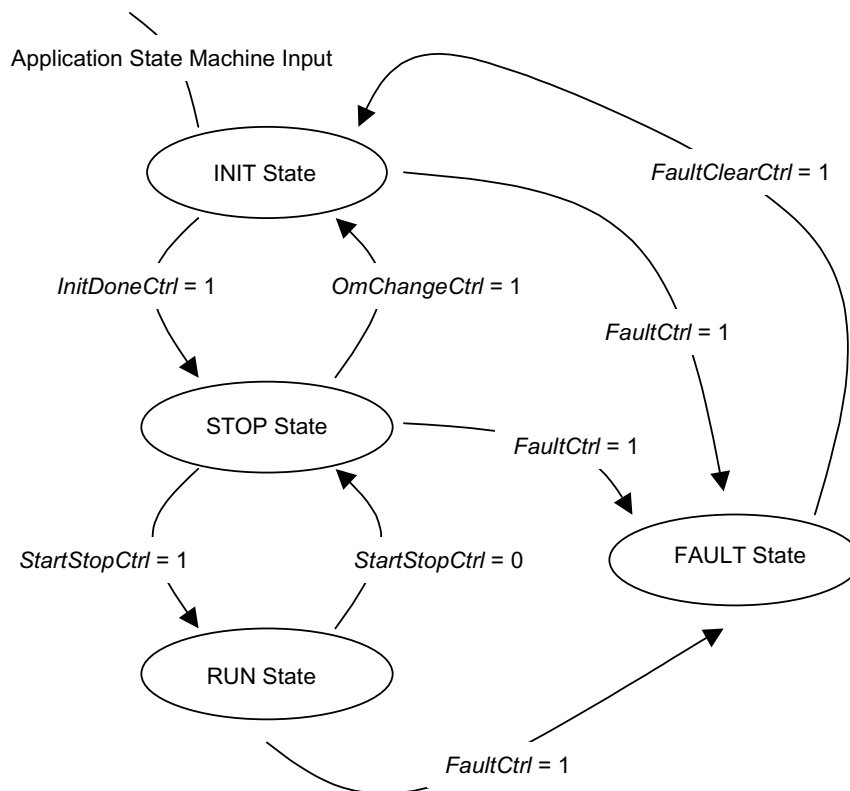 Application State Machine Input
INIT State
FaultClearCtrl = 1
InitDoneCtrl = 1
OmChangeCtrl = 1
FaultCtrl = 1
STOP State
FaultCtrl = 1
StartStopCtrl = 1
StartStopCtrl = 0
FAULT State
RUN State
FaultCtrl = 1